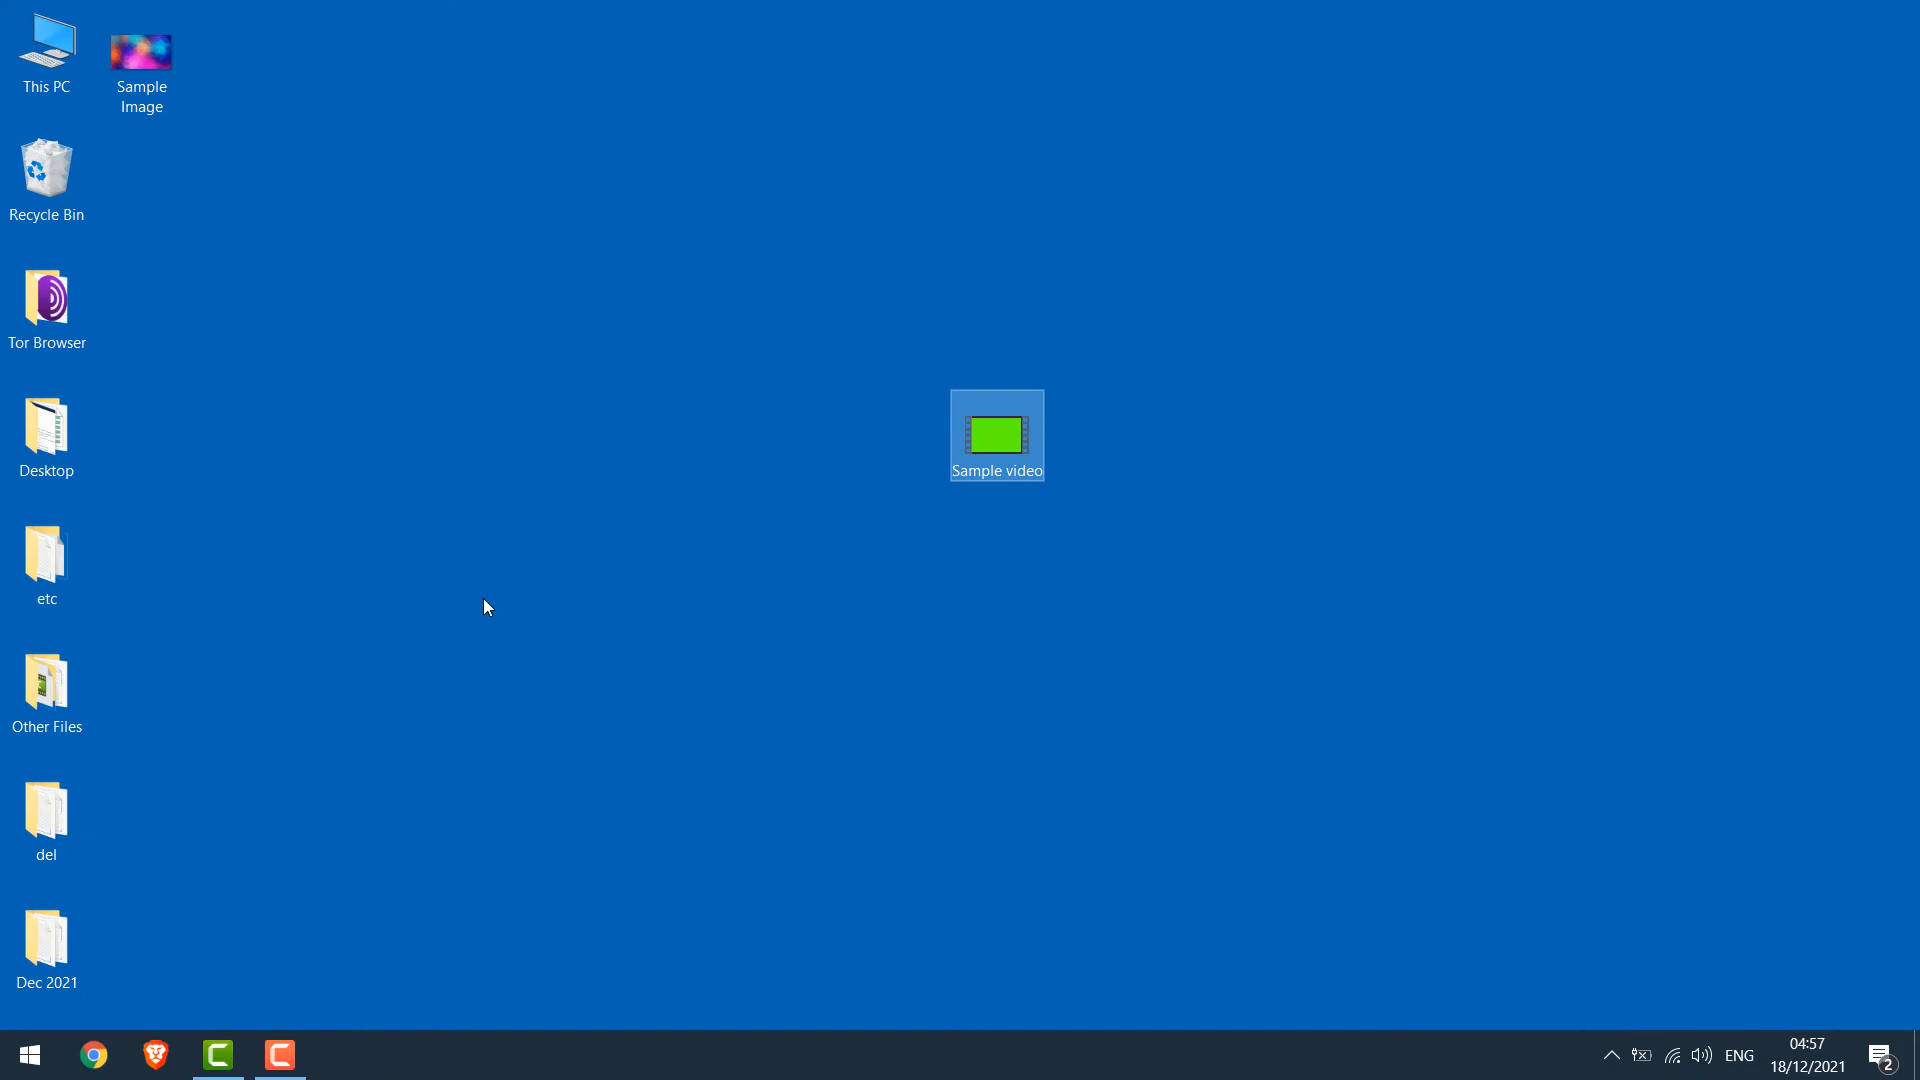 This PC
Sample
Image
Recycle Bin
Tor Browser
Desktop
Sample video
etc
Other Files
del
Dec 2021
ENG
04:57
18/12/2021
2